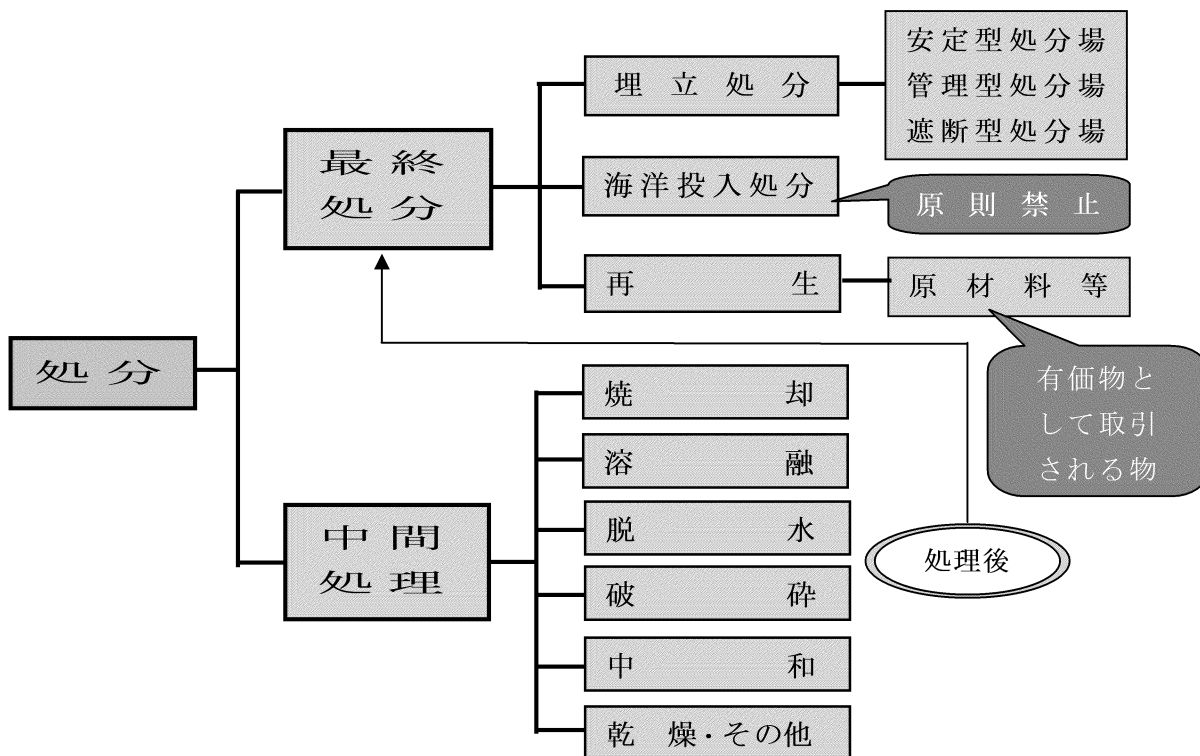 処分
最終
処分
埋立処分
安定型処分場
管理型処分場
遮断型処分場
海洋投入処分
原則禁止
再生
原材料等
有価物と
して取引
される物
中間
処理
焼却
溶融
脱水
破砕
中和
乾燥・その他
処理後